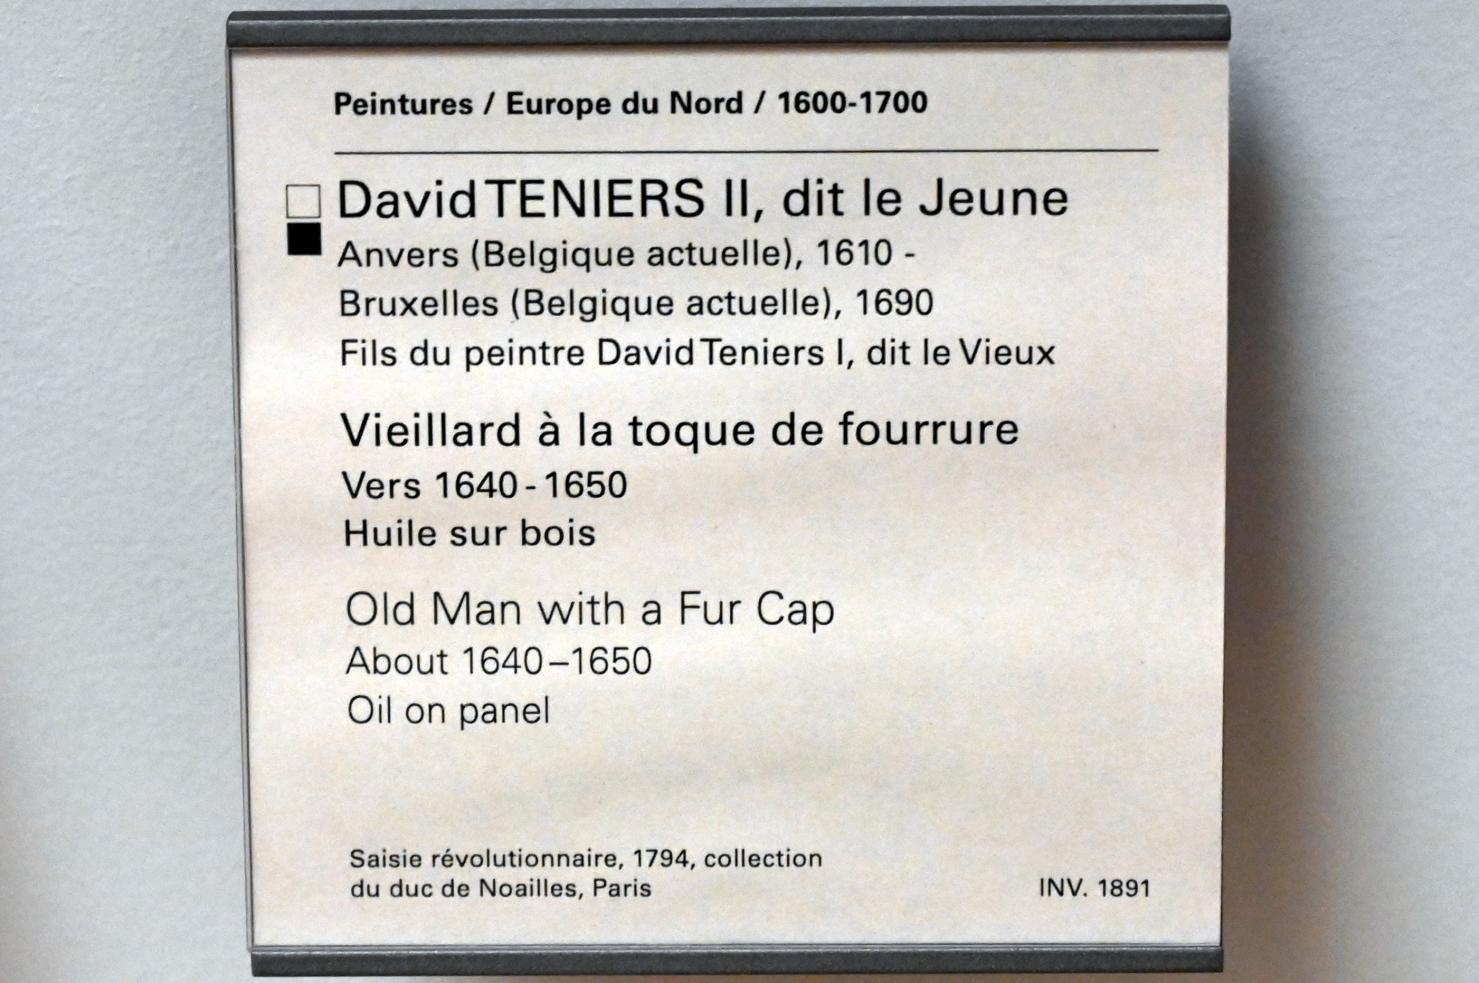 Peintures / Europe du Nord / 1600-1700
David TENIERS II, dit le Jeune
Anvers (Belgique actuelle), 1610 -
Bruxelles (Belgique actuelle), 1690
Fils du peintre David Teniers I, dit le Vieux
Vieillard à la toque de fourrure
Vers 1640 - 1650
Huile sur bois
Old Man with a Fur Cap
About 1640–1650
Oil on panel
Saisie révolutionnaire, 1794, collection
du duc de Noailles, Paris
INV. 1891